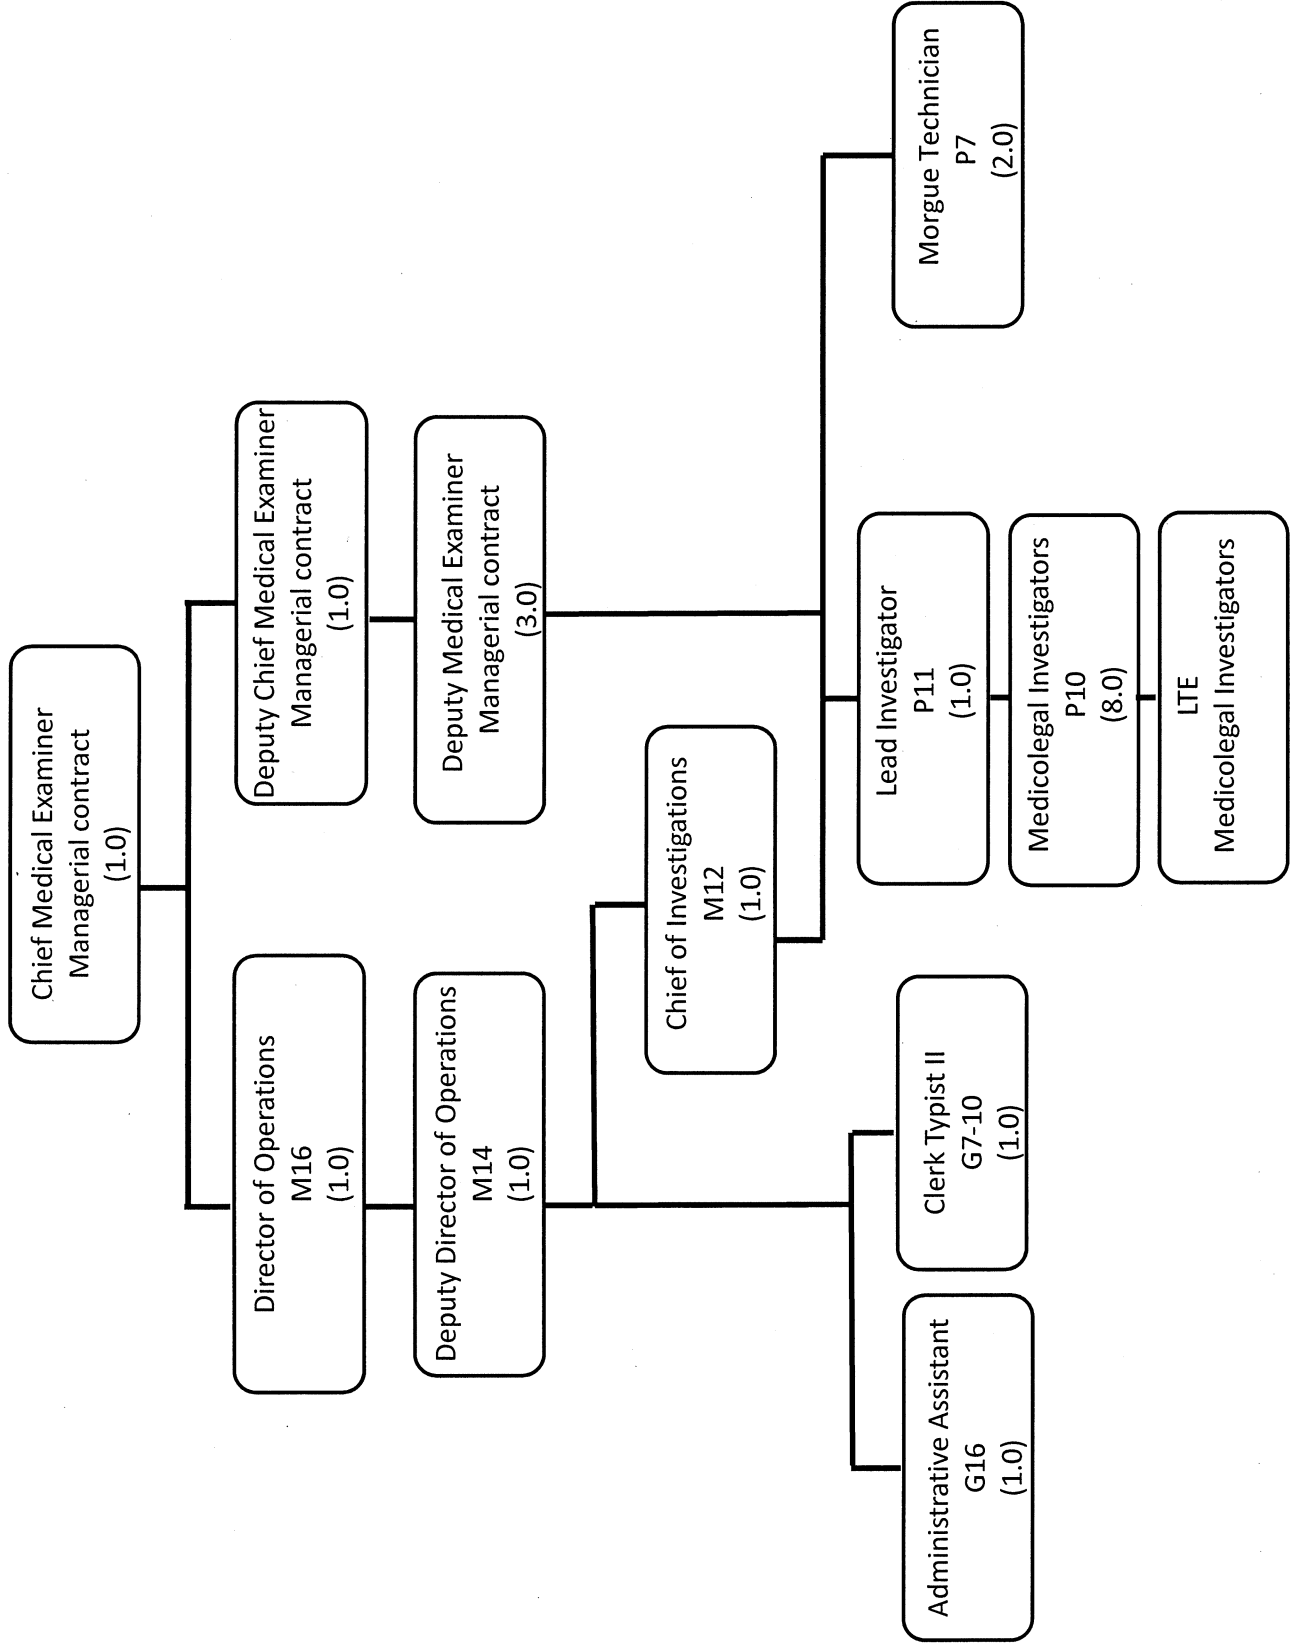 Chief Medical Examiner
Managerial contract
(1.0)
Director of Operations
M16
(1.0)
Deputy Chief Medical Examiner
Managerial contract
(1.0)
Deputy Director of Operations
M14
(1.0)
Deputy Medical Examiner
Managerial contract
(3.0)
Chief of Investigations
M12
(1.0)
Administrative Assistant
G16
(1.0)
Clerk Typist II
G7-10
(1.0)
Lead Investigator
P11
(1.0)
Medicolegal Investigators
P10
(8.0)
LTE
Medicolegal Investigators
Morgue Technician
P7
(2.0)